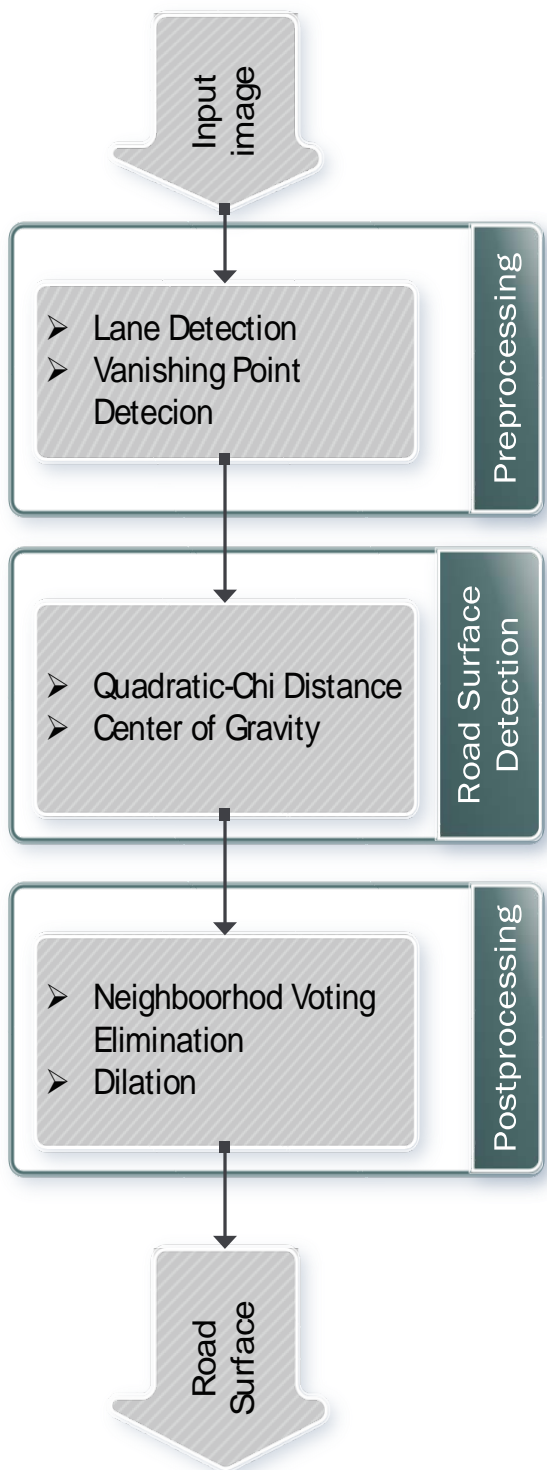 Input
image
Preprocessing
➢ Lane Detection
➢ Vanishing Point
Detecion
Road Surface
Detection
➢ Quadratic-Chi Distance
➢ Center of Gravity
Postprocessing
➢ Neighboorhod Voting
Elimination
➢ Dilation
Road
Surface